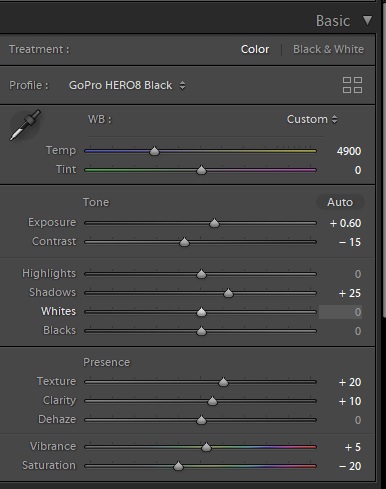 Basic
Treatment : Color Black & White
Profile : GoPro HERO8 Black
WB : Custom
Temp 4900
Tint 0
Tone Auto
Exposure + 0.60
Contrast – 15
Highlights 0
Shadows + 25
Whites 0
Blacks 0
Presence
Texture + 20
Clarity + 10
Dehaze 0
Vibrance + 5
Saturation – 20